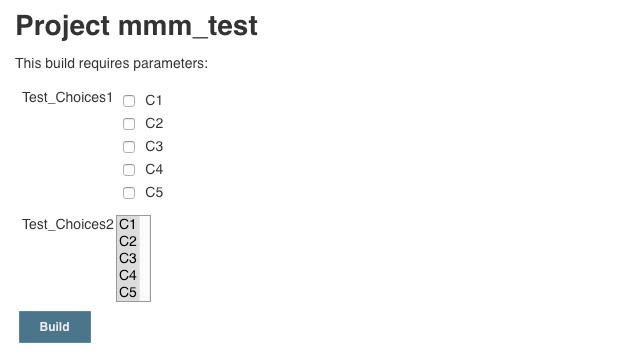 Project mmm_test
This build requires parameters:
Test_Choices1
C1
C2
C3
C4
C5
Test_Choices2
C1
C2
C3
C4
C5
Build